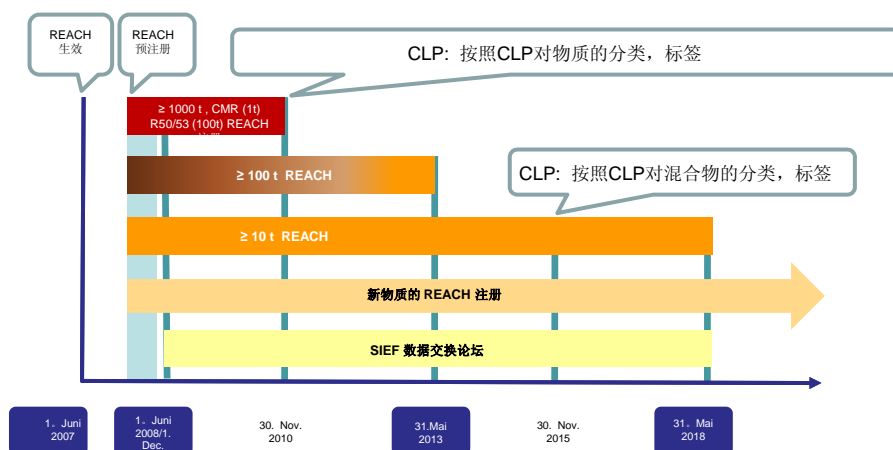 REACH
生效
REACH
预注册
CLP: 按照CLP对物质的分类，标签
≥ 1000 t , CMR (1t)
R50/53 (100t) REACH
≥ 100 t REACH
CLP: 按照CLP对混合物的分类，标签
≥ 10 t REACH
新物质的 REACH 注册
SIEF 数据交换论坛
1。Juni
2007
1。Juni
2008/1.
Dec.
30. Nov.
2010
31.Mai
2013
30. Nov.
2015
31。Mai
2018